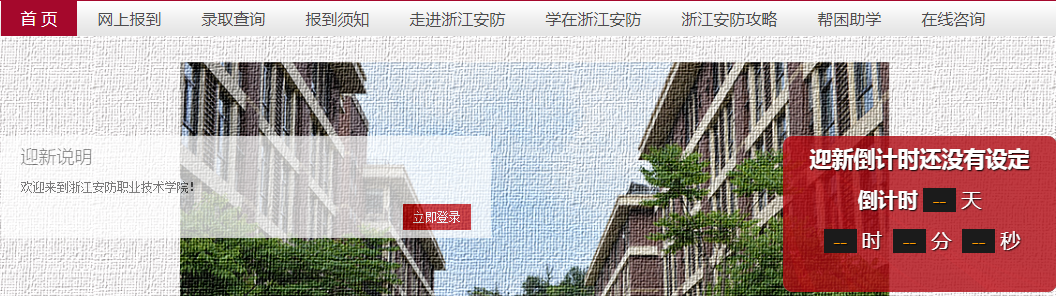 首 页 网上报到 录取查询 报到须知 走进浙江安防 学在浙江安防 浙江安防攻略 帮困助学 在线咨询
迎新说明
欢迎来到浙江安防职业技术学院!
立即登录
迎新倒计时还没有设定
倒计时 -- 天
-- 时 -- 分 -- 秒